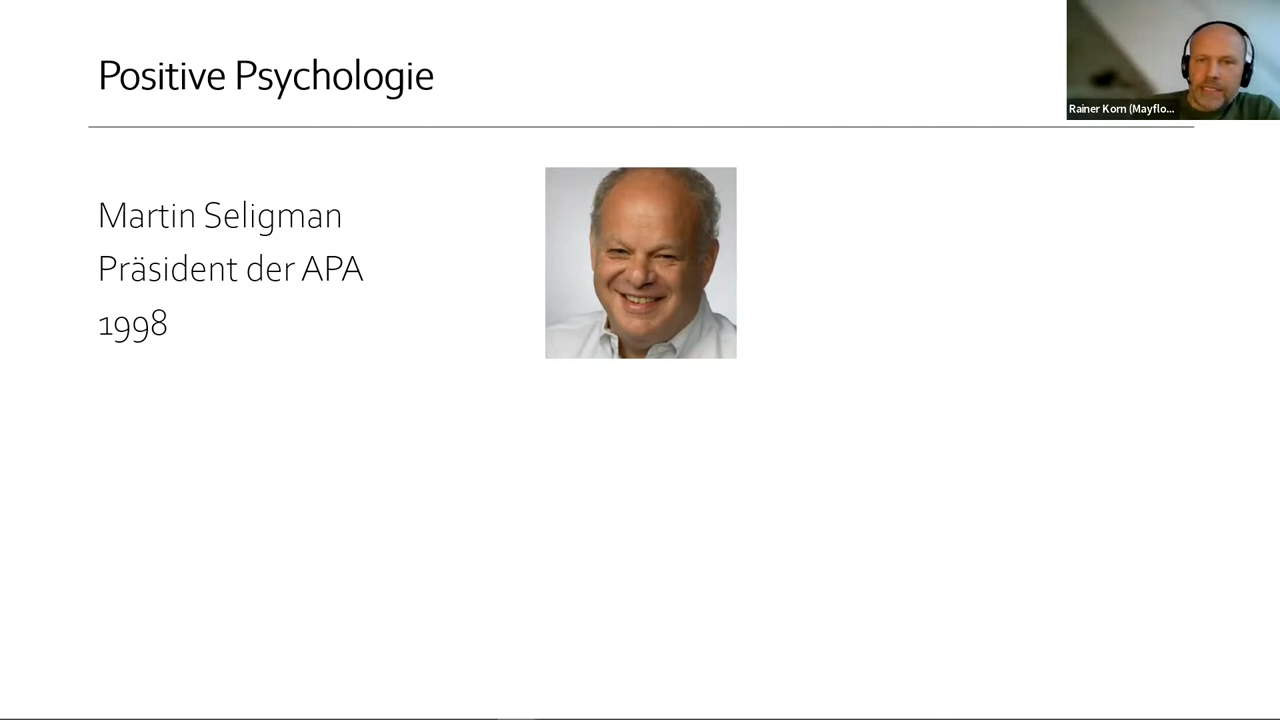 Positive Psychologie
Rainer Korn (Mayflo...
Martin Seligman
Präsident der APA
1998